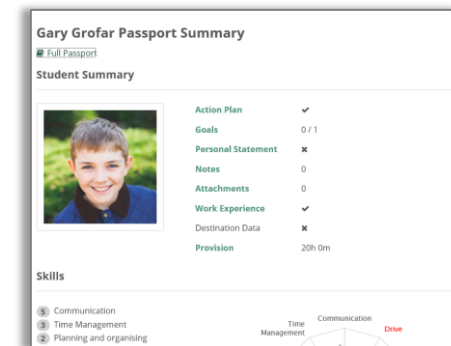 Gary Grofar Passport Summary
Full Passport
Student Summary
Action Plan ✔
Goals 0 / 1
Personal Statement ✖
Notes 0
Attachments 0
Work Experience ✔
Destination Data ✖
Provision 20h 0m
Skills
5 Communication
3 Time Management
2 Planning and organising
Communication
Time
Management
Drive